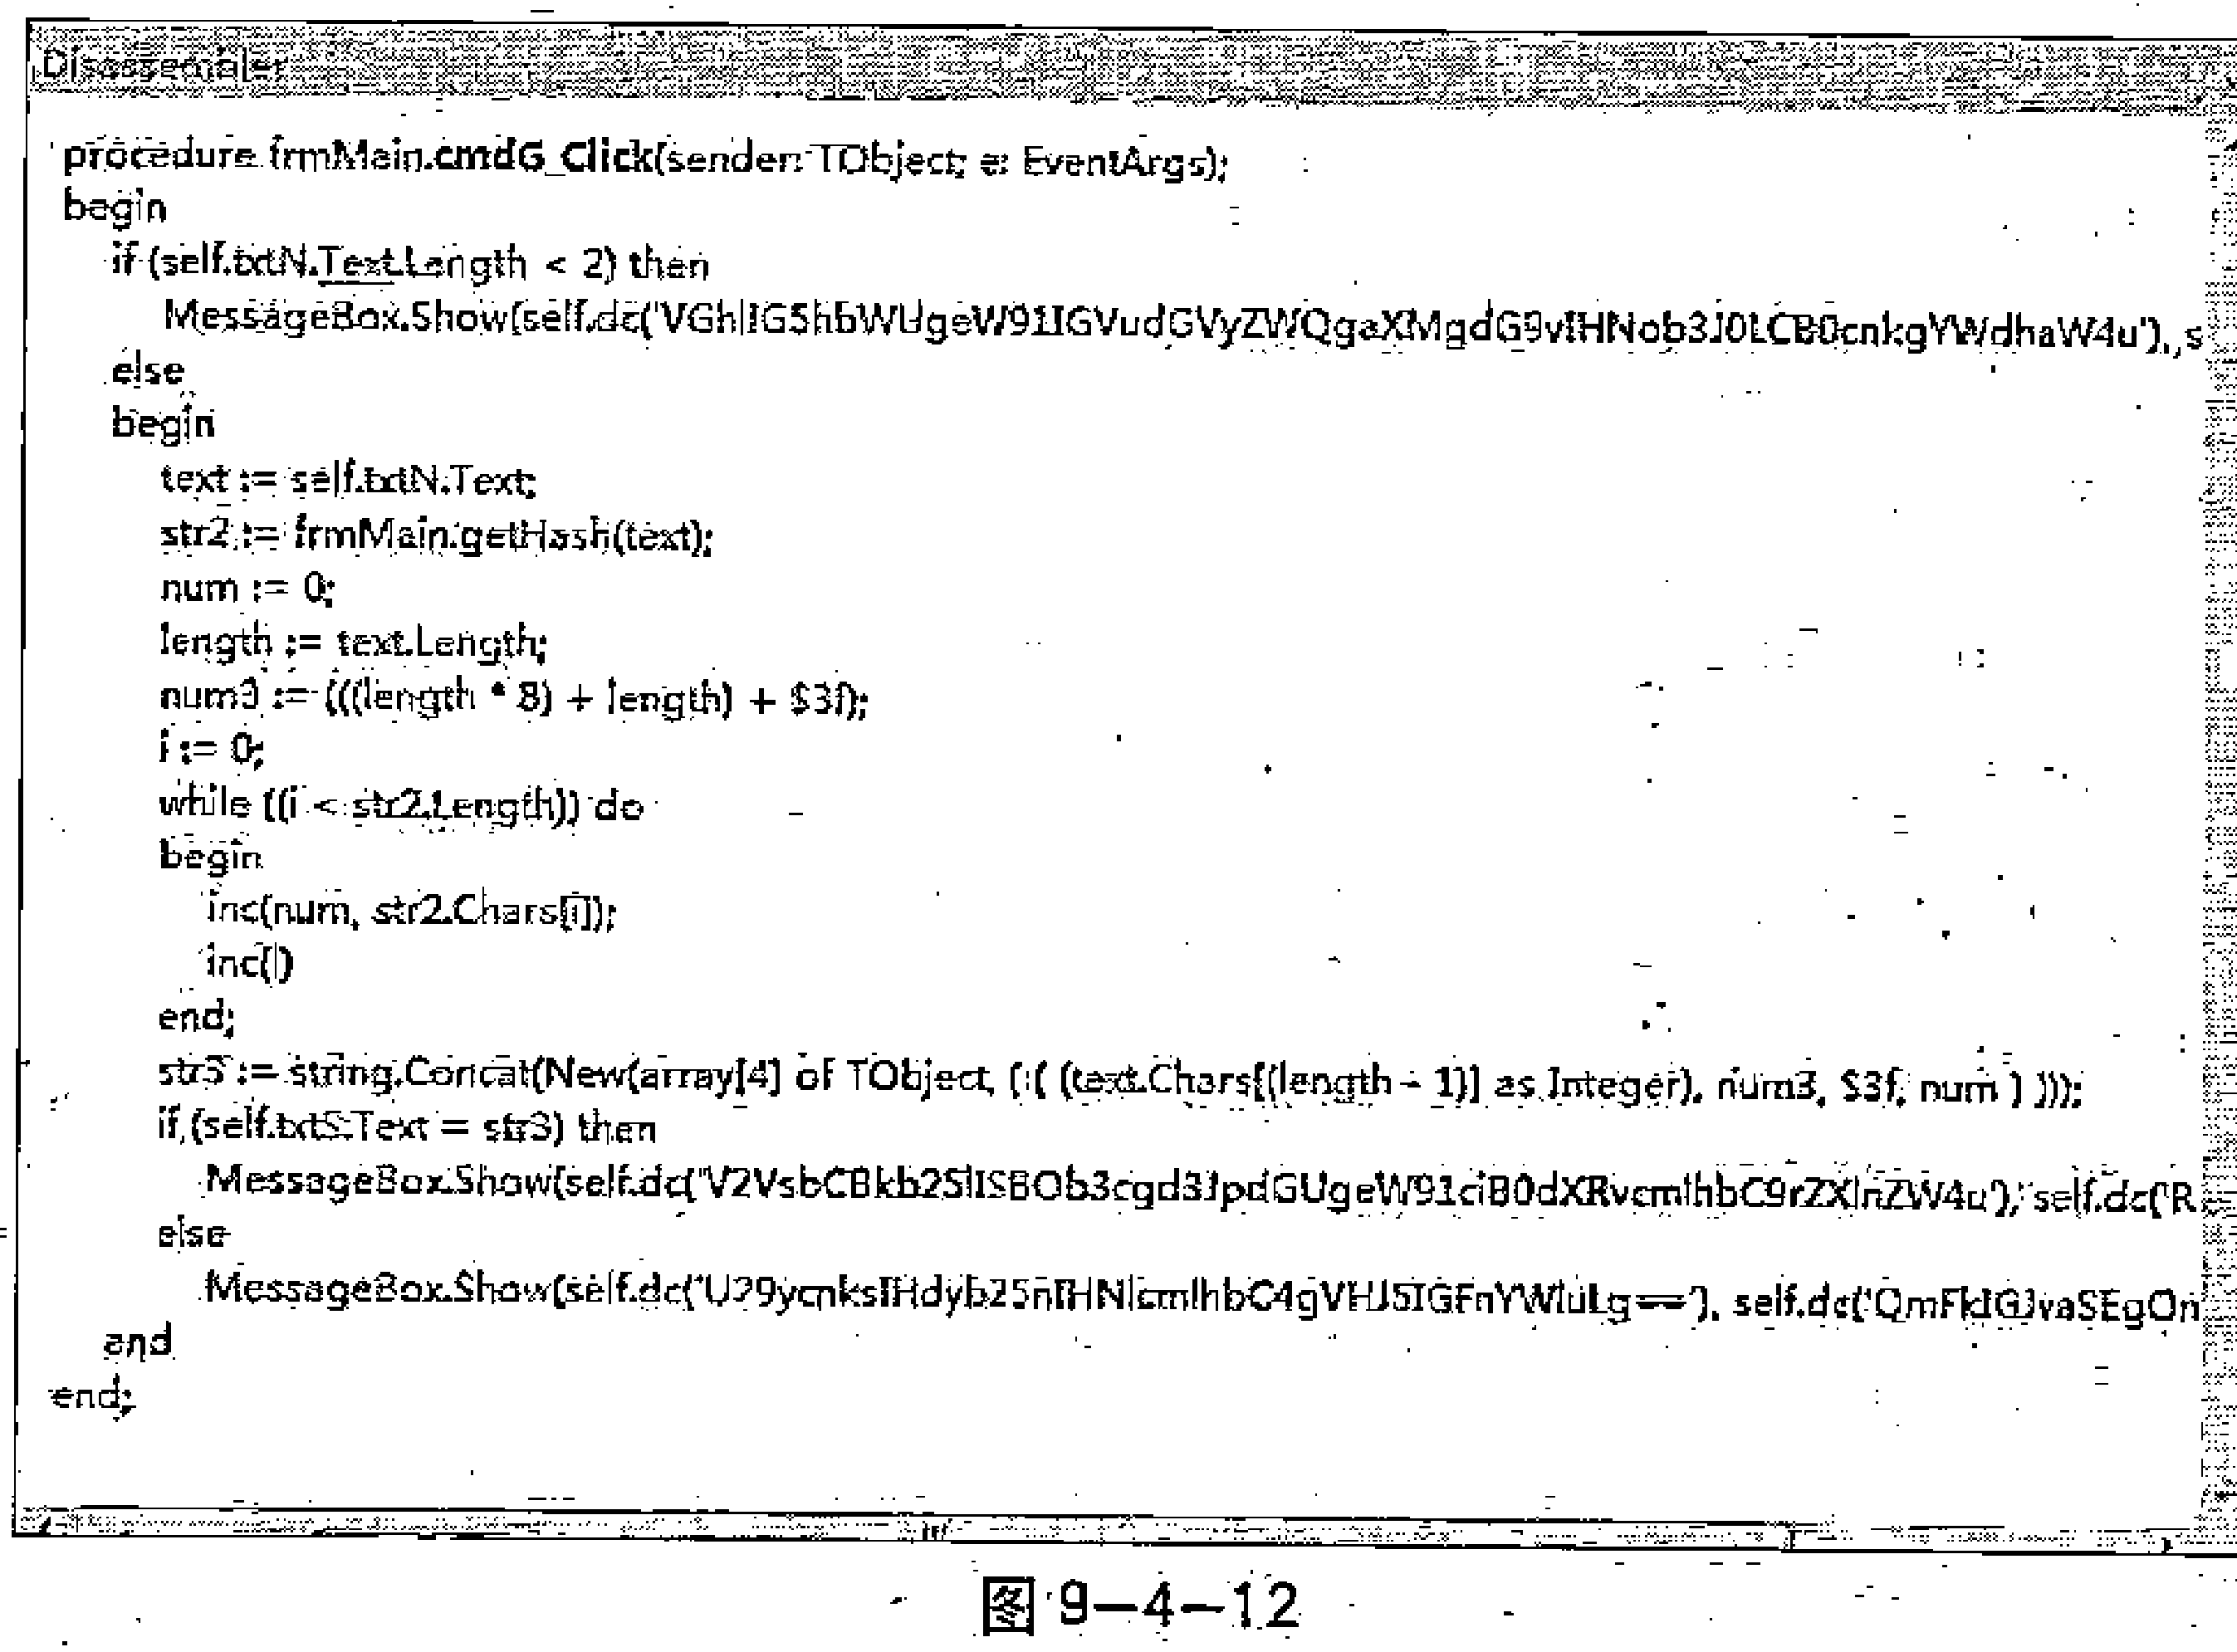 Disassembler
procedure frmMain.cmdG_Click(sender: TObject; e: EventArgs);
begin
if (self.txtN.Text.Length < 2) then
MessageBox.Show(self.dc('VGhlIG5hbWUgeW91IGVudGVyZWQgaXMgdG9vIHNob3J0LCB0cnkgYWdhaW4u'), s
else
begin
text := self.txtN.Text;
str2 := frmMain.getHash(text);
num := 0;
length := text.Length;
num3 := (((length * 8) + length) + $3f);
i := 0;
while ((i < str2.Length)) do
begin
inc(num, str2.Chars[i]);
inc(i)
end;
str3 := string.Concat(New(array[4] of TObject, ( ( (text.Chars[(length - 1)] as Integer), num3, $3f, num ) )));
if (self.txtS.Text = str3) then
MessageBox.Show(self.dc('V2VsbCBkb25lISBOb3cgd3JpdGUgeW91ciB0dXRvcmlhbC9rZXlnZW4u'), self.dc('R
else
MessageBox.Show(self.dc('U29ycnksIHdyb25nIHNlcmlhbC4gVHJ5IGFnYWluLg=='), self.dc('QmFkIGJvaSEgOn
end
end;
图 9-4-12